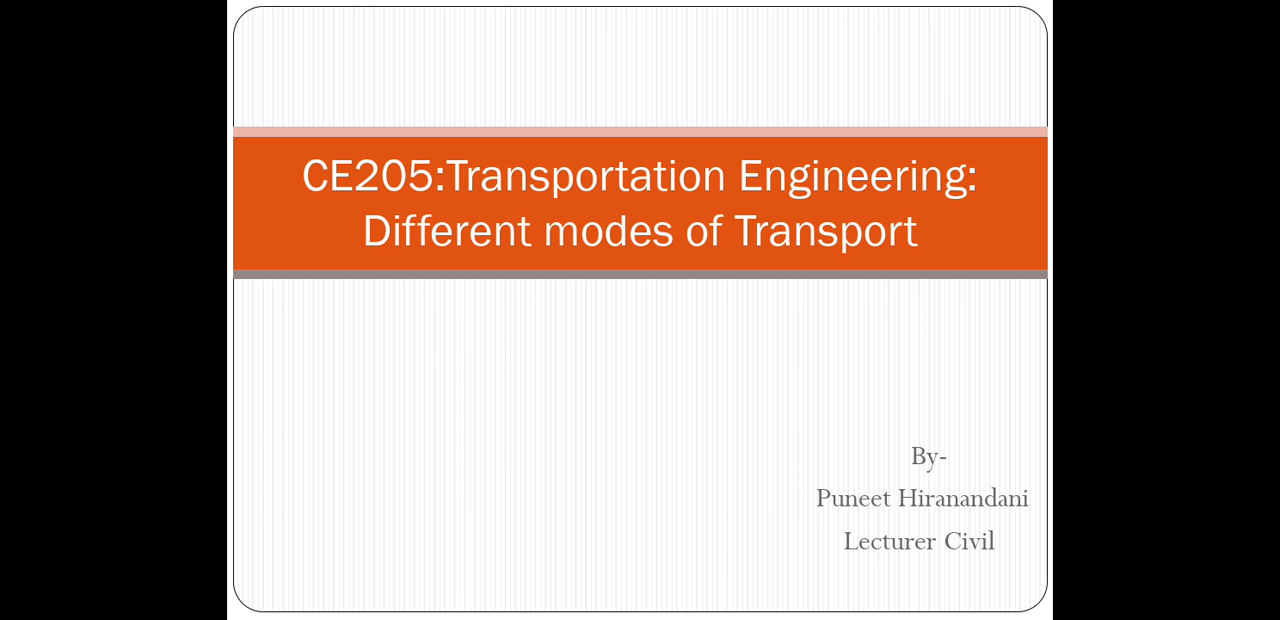 CE205:Transportation Engineering:
Different modes of Transport
By-
Puneet Hiranandani
Lecturer Civil